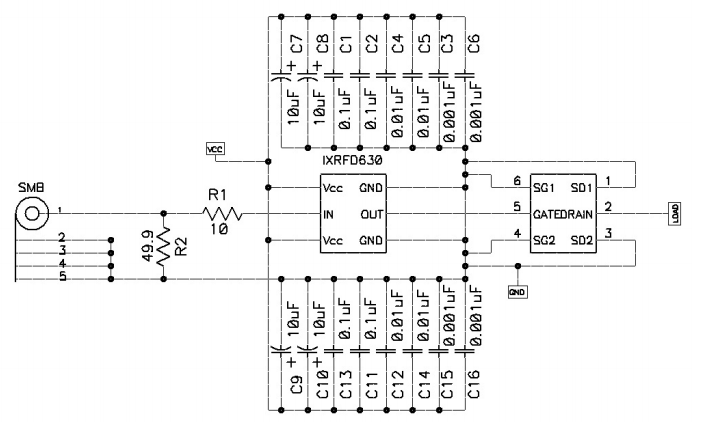 C7 C8 C1 C2 C4 C5 C3 C6
+ +
10uF 10uF 0.1uF 0.1uF 0.01uF 0.01uF 0.001uF 0.001uF
VCC
IXRFD630
SMB
R1
10
1
2
3
4
5
49.9
R2
Vcc GND
IN OUT
Vcc GND
6 SG1 SD1 1
5 GATE DRAIN 2
4 SG2 SD2 3
LOAD
GND
10uF 10uF 0.1uF 0.1uF 0.01uF 0.01uF 0.001uF 0.001uF
+ +
C9 C10 C13 C11 C12 C14 C15 C16